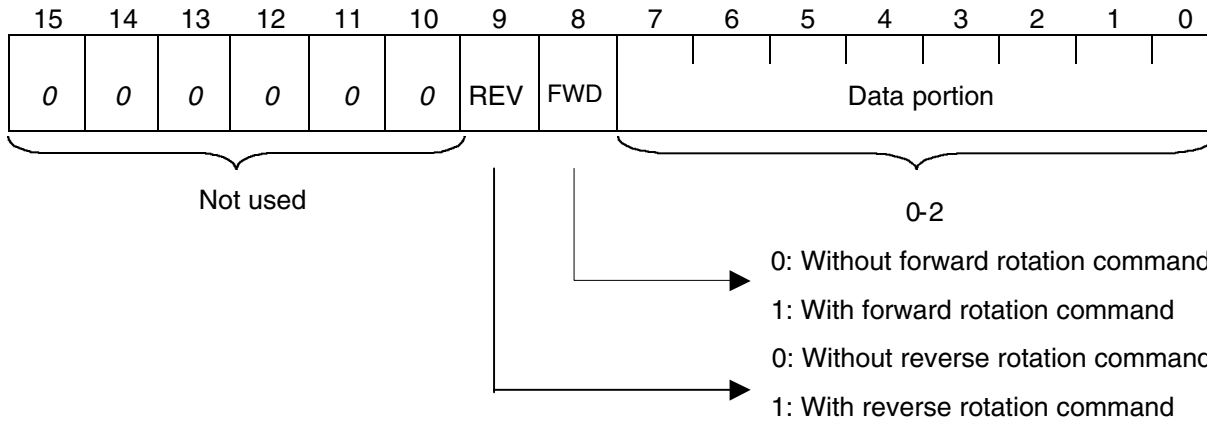 15 14 13 12 11 10 9 8 7 6 5 4 3 2 1 0
0 0 0 0 0 0 REV FWD Data portion
Not used
0-2
0: Without forward rotation command
1: With forward rotation command
0: Without reverse rotation command
1: With reverse rotation command